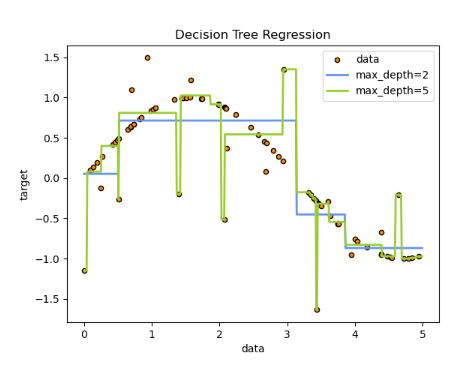 Decision Tree Regression
data
max_depth=2
max_depth=5
1.5
1.0
0.5
0.0
−0.5
−1.0
−1.5
target
0 1 2 3 4 5
data